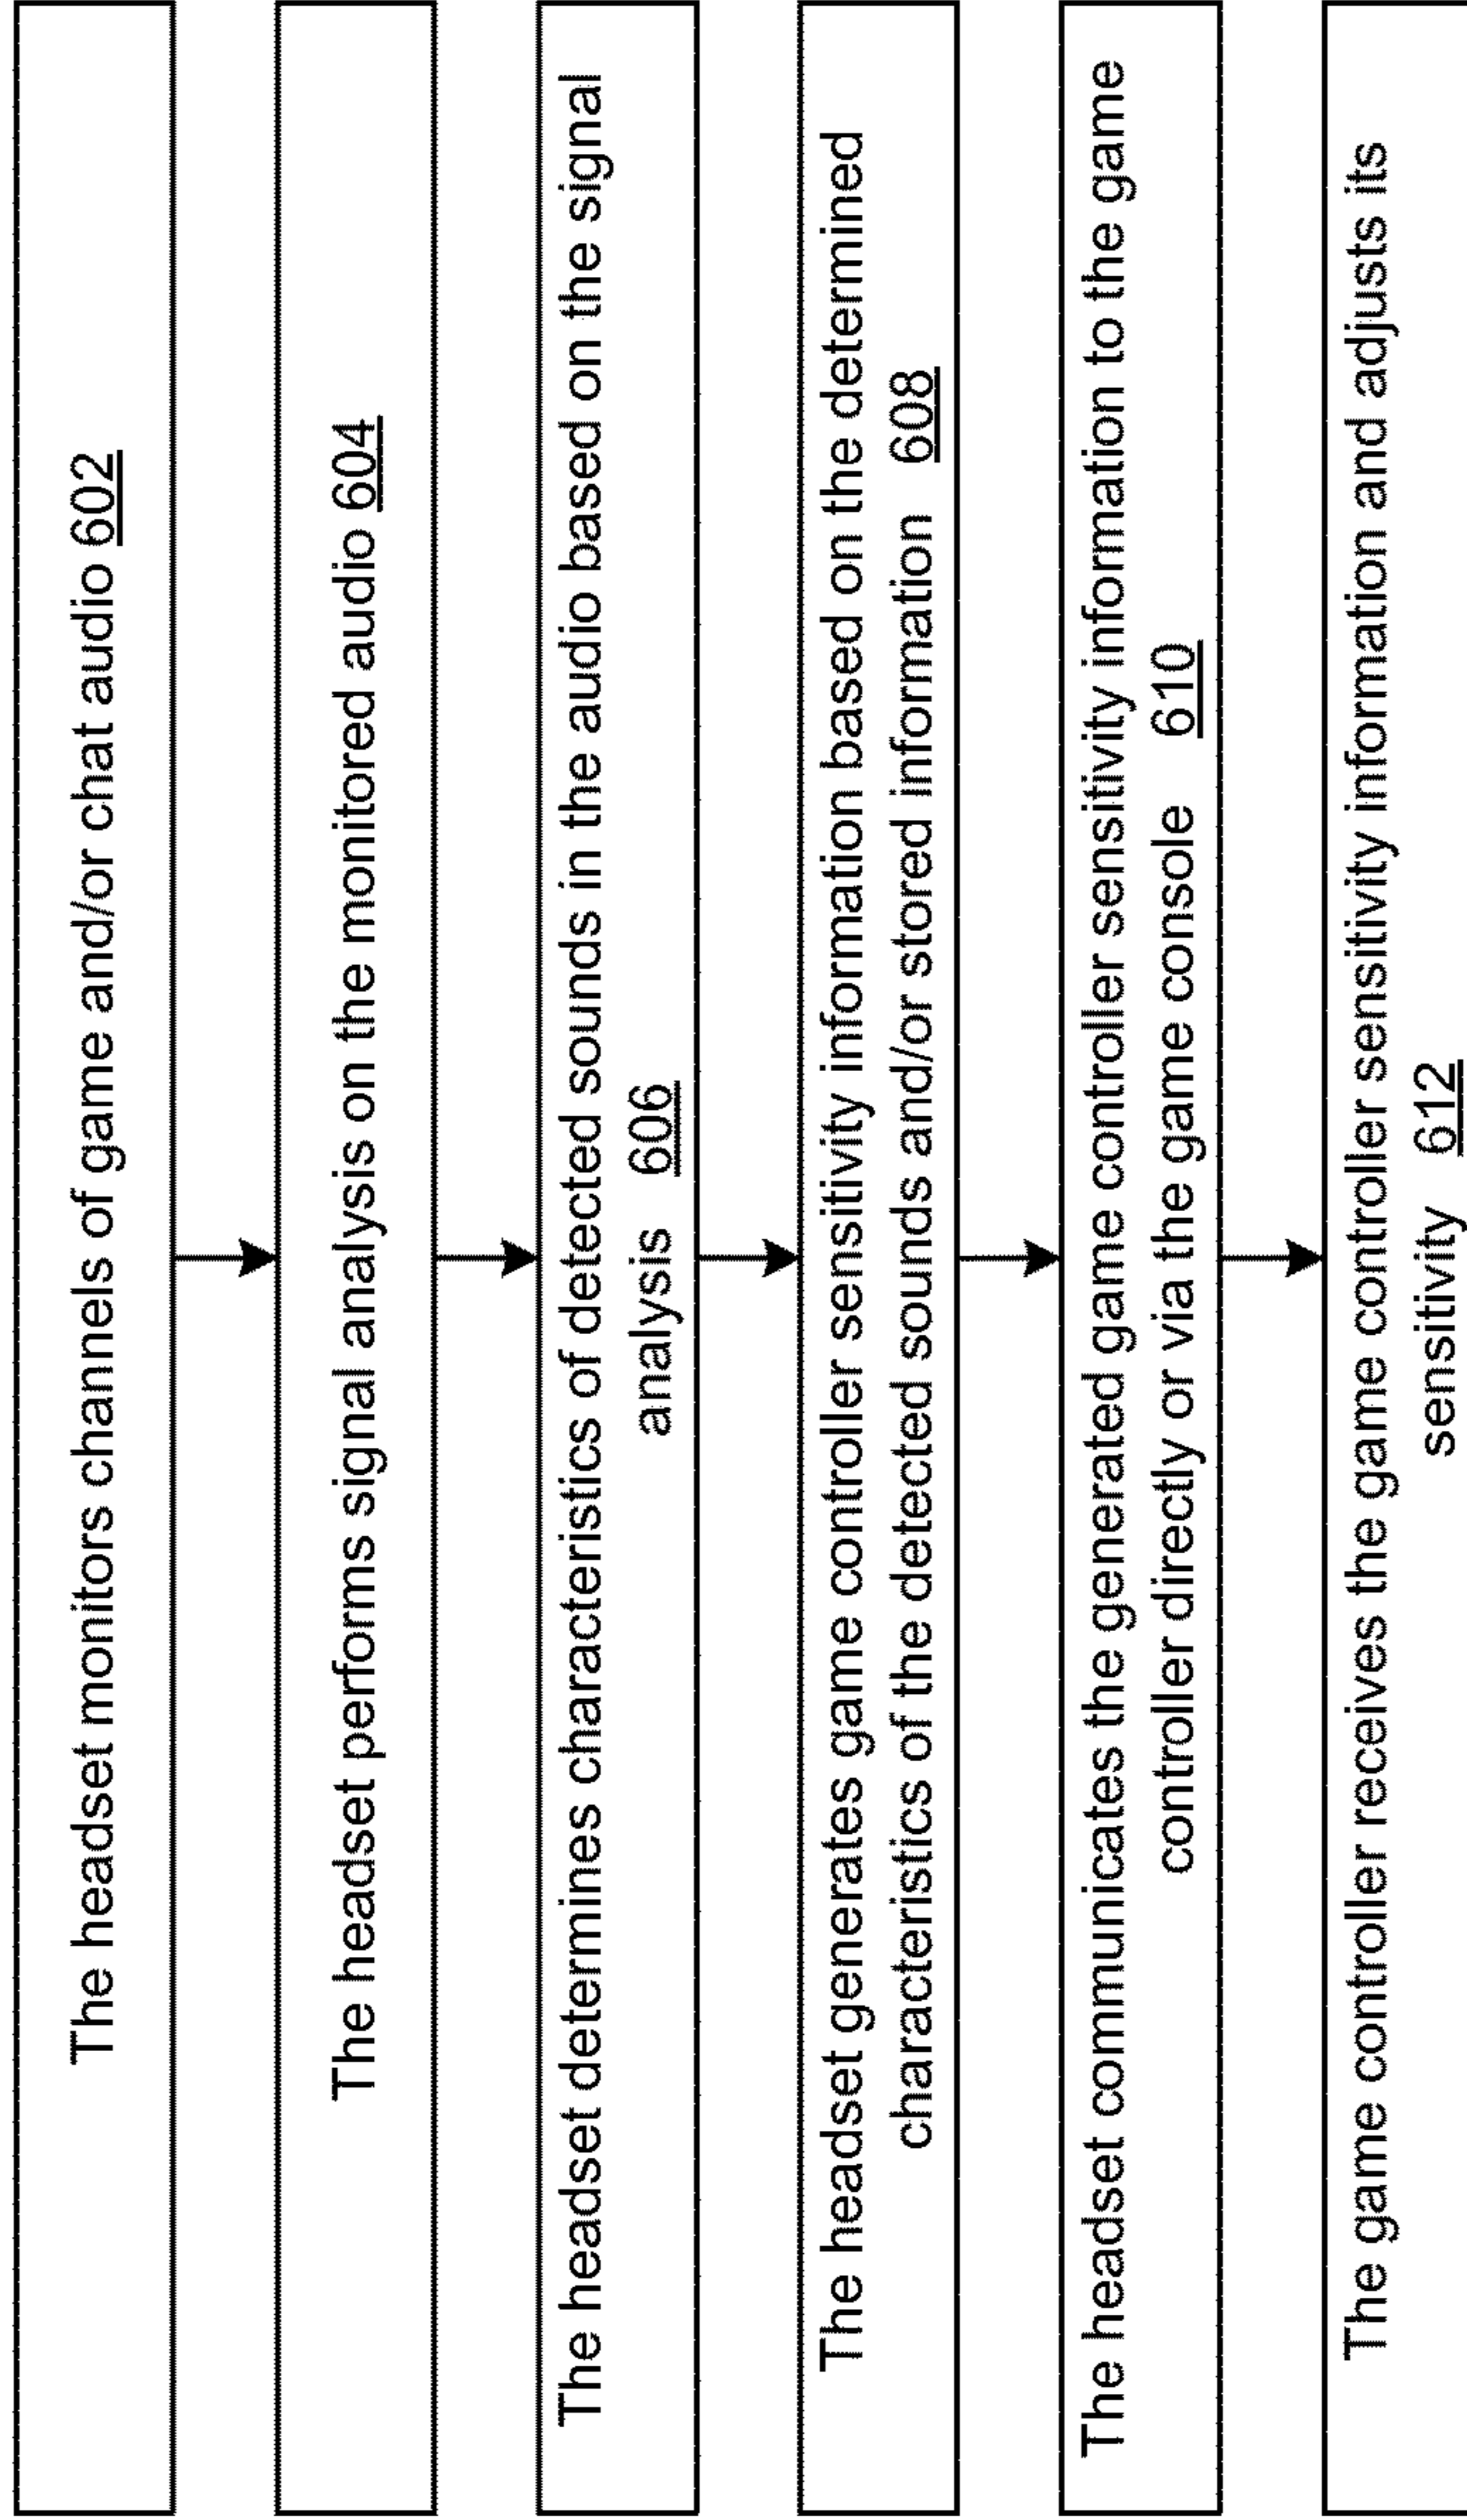 The headset monitors channels of game and/or chat audio 602
The headset performs signal analysis on the monitored audio 604
The headset determines characteristics of detected sounds in the audio based on the signal
analysis 606
The headset generates game controller sensitivity information based on the determined
characteristics of the detected sounds and/or stored information 608
The headset communicates the generated game controller sensitivity information to the game
controller directly or via the game console 610
The game controller receives the game controller sensitivity information and adjusts its
sensitivity 612